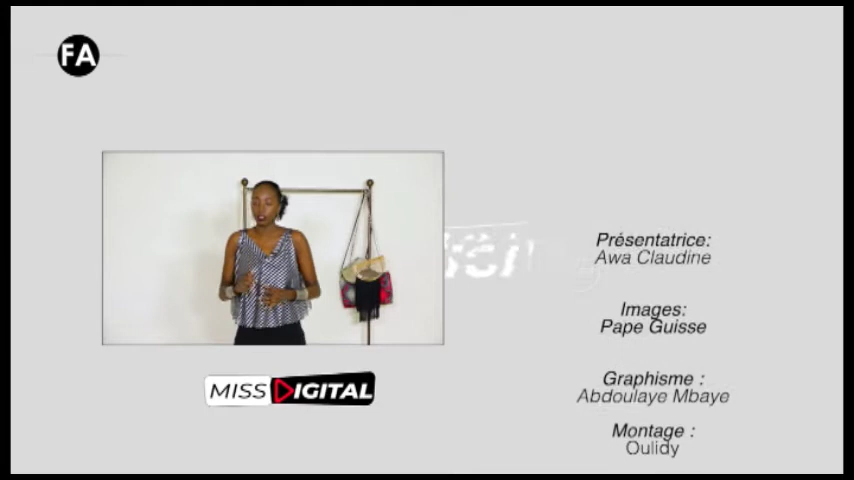 FA
MISS DIGITAL
Présentatrice:
Awa Claudine
Images:
Pape Guisse
Graphisme :
Abdoulaye Mbaye
Montage :
Oulidy